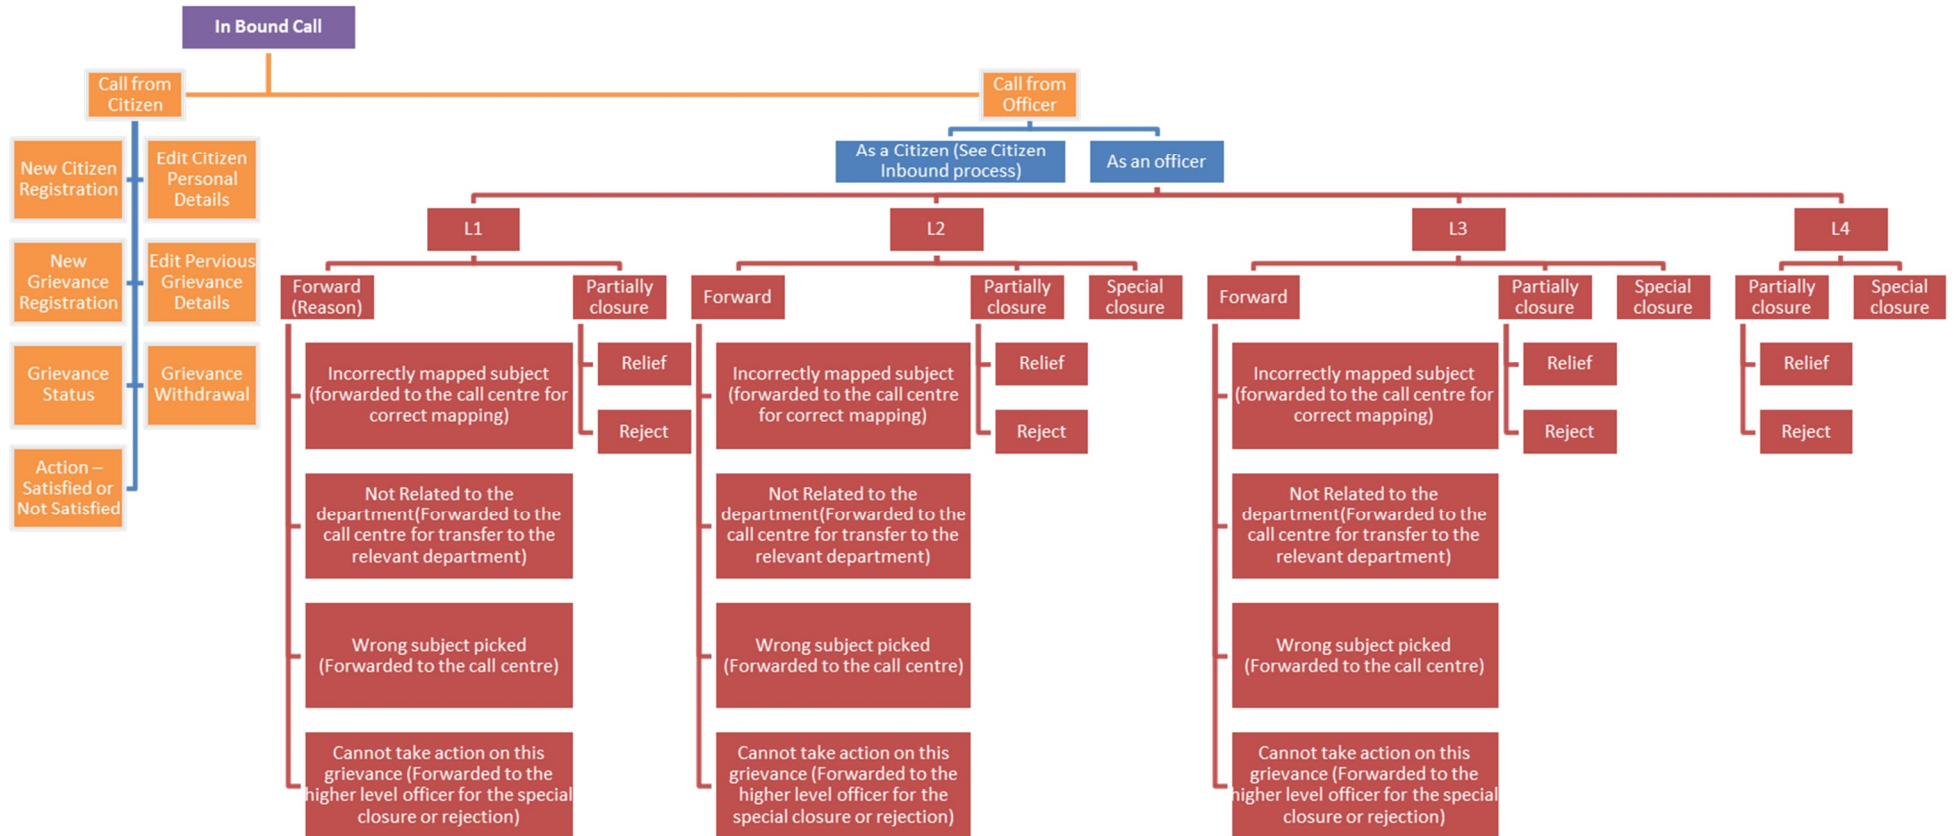 In Bound Call
Call from
Citizen
Call from
Officer
New Citizen
Registration
Edit Citizen
Personal
Details
New
Grievance
Registration
Edit Pervious
Grievance
Details
Grievance
Status
Grievance
Withdrawal
Action –
Satisfied or
Not Satisfied
As a Citizen (See Citizen
Inbound process)
As an officer
L1
Forward
(Reason)
Incorrectly mapped subject
(forwarded to the call centre for
correct mapping)
Not Related to the
department(Forwarded to the
call centre for transfer to the
relevant department)
Wrong subject picked
(Forwarded to the call centre)
Cannot take action on this
grievance (Forwarded to the
higher level officer for the special
closure or rejection)
Partially
closure
Relief
Reject
L2
Forward
Incorrectly mapped subject
(forwarded to the call centre
for correct mapping)
Not Related to the
department(Forwarded to the
call centre for transfer to the
relevant department)
Wrong subject picked
(Forwarded to the call centre)
Cannot take action on this
grievance (Forwarded to the
higher level officer for the
special closure or rejection)
Partially
closure
Relief
Reject
Special
closure
L3
Forward
Incorrectly mapped subject
(forwarded to the call centre for
correct mapping)
Not Related to the
department(Forwarded to the
call centre for transfer to the
relevant department)
Wrong subject picked
(Forwarded to the call centre)
Cannot take action on this
grievance (Forwarded to the
higher level officer for the special
closure or rejection)
Partially
closure
Relief
Reject
Special
closure
L4
Partially
closure
Relief
Reject
Special
closure